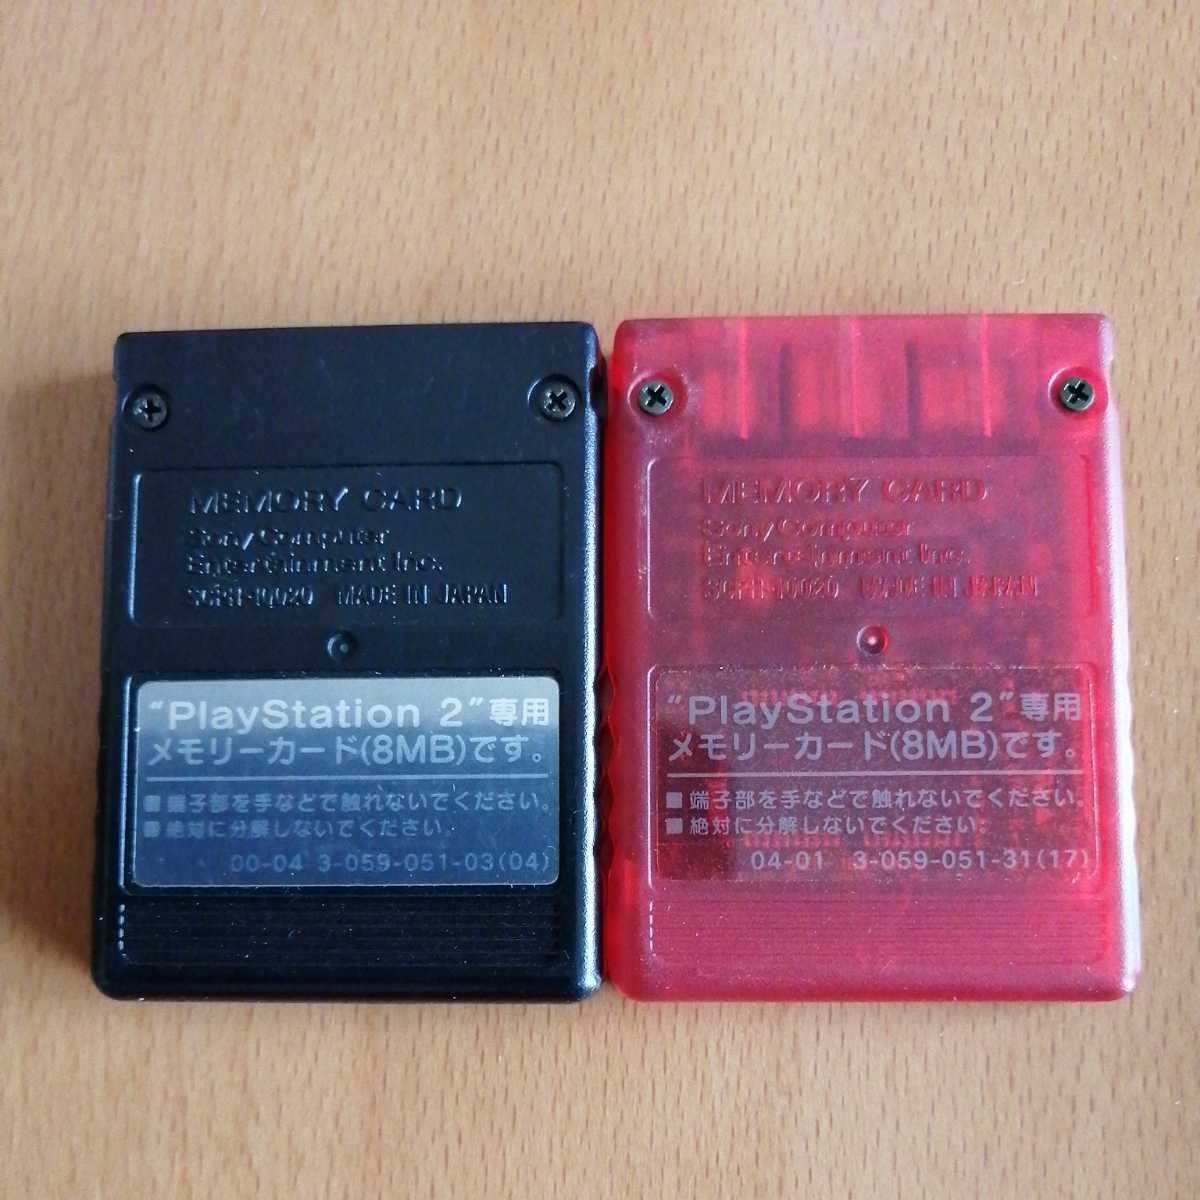 MEMORY CARD
Sony Computer
Entertainment Inc.
SCPH-10020 MADE IN JAPAN
“PlayStation 2”専用
メモリーカード(8MB)です。
■ 端子部を手などで触れないでください。
■ 絶対に分解しないでください。
00-04 3-059-051-03(04)
MEMORY CARD
Sony Computer
Entertainment Inc.
SCPH-10020 MADE IN JAPAN
“PlayStation 2”専用
メモリーカード(8MB)です。
■ 端子部を手などで触れないでください。
■ 絶対に分解しないでください。
04-01 3-059-051-31(17)